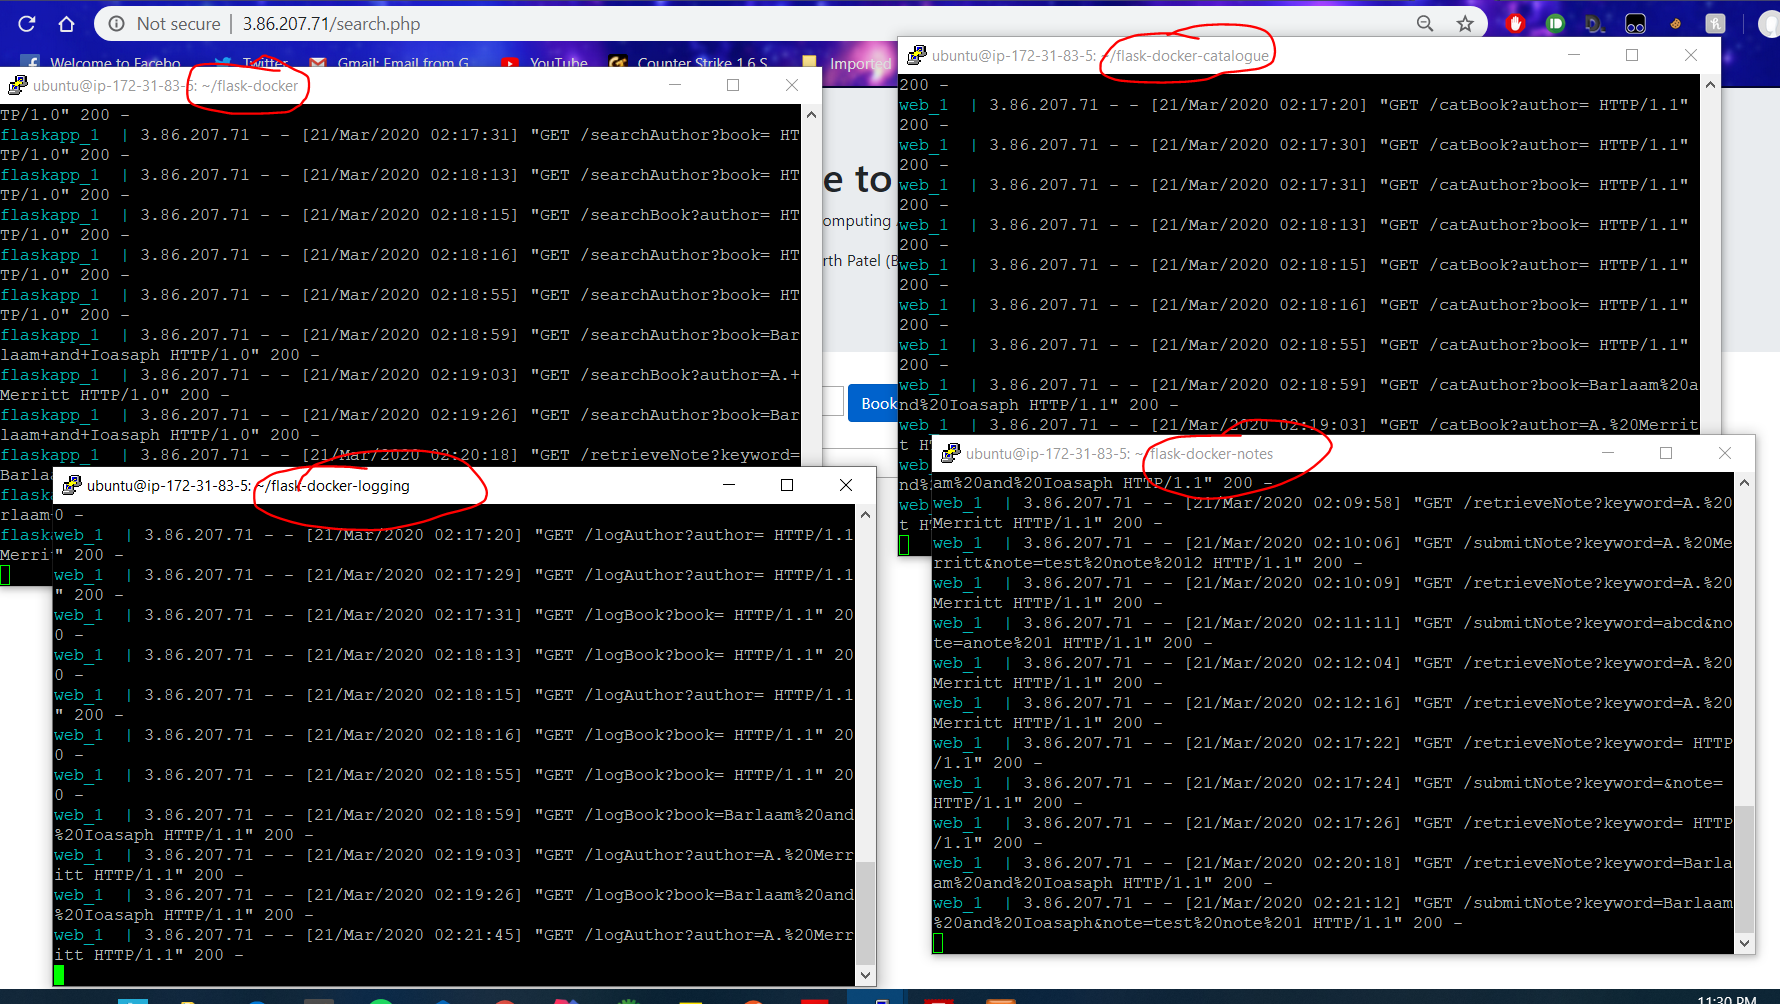 Not secure | 3.86.207.71/search.php
Welcome to Facebo
Twitter
Gmail: Email from G
YouTube
Counter Strike 1.6 S
Imported
ubuntu@ip-172-31-83-5: ~/flask-docker
TP/1.0" 200 -
flaskapp_1 | 3.86.207.71 - - [21/Mar/2020 02:17:31] "GET /searchAuthor?book= HT
TP/1.0" 200 -
flaskapp_1 | 3.86.207.71 - - [21/Mar/2020 02:18:13] "GET /searchAuthor?book= HT
TP/1.0" 200 -
flaskapp_1 | 3.86.207.71 - - [21/Mar/2020 02:18:15] "GET /searchBook?author= HT
TP/1.0" 200 -
flaskapp_1 | 3.86.207.71 - - [21/Mar/2020 02:18:16] "GET /searchAuthor?book= HT
TP/1.0" 200 -
flaskapp_1 | 3.86.207.71 - - [21/Mar/2020 02:18:55] "GET /searchAuthor?book= HT
TP/1.0" 200 -
flaskapp_1 | 3.86.207.71 - - [21/Mar/2020 02:18:59] "GET /searchAuthor?book=Bar
laam+and+Ioasaph HTTP/1.0" 200 -
flaskapp_1 | 3.86.207.71 - - [21/Mar/2020 02:19:03] "GET /searchBook?author=A.+
Merritt HTTP/1.0" 200 -
flaskapp_1 | 3.86.207.71 - - [21/Mar/2020 02:19:26] "GET /searchAuthor?book=Bar
laam+and+Ioasaph HTTP/1.0" 200 -
flaskapp_1 | 3.86.207.71 - - [21/Mar/2020 02:20:18] "GET /retrieveNote?keyword=
Barla
flask
rlaam
flask
Merri
e to
omputing
rth Patel (B
Book
ubuntu@ip-172-31-83-5: ~/flask-docker-catalogue
200 -
web_1 | 3.86.207.71 - - [21/Mar/2020 02:17:20] "GET /catBook?author= HTTP/1.1"
200 -
web_1 | 3.86.207.71 - - [21/Mar/2020 02:17:30] "GET /catBook?author= HTTP/1.1"
200 -
web_1 | 3.86.207.71 - - [21/Mar/2020 02:17:31] "GET /catAuthor?book= HTTP/1.1"
200 -
web_1 | 3.86.207.71 - - [21/Mar/2020 02:18:13] "GET /catAuthor?book= HTTP/1.1"
200 -
web_1 | 3.86.207.71 - - [21/Mar/2020 02:18:15] "GET /catBook?author= HTTP/1.1"
200 -
web_1 | 3.86.207.71 - - [21/Mar/2020 02:18:16] "GET /catAuthor?book= HTTP/1.1"
200 -
web_1 | 3.86.207.71 - - [21/Mar/2020 02:18:55] "GET /catAuthor?book= HTTP/1.1"
200 -
web_1 | 3.86.207.71 - - [21/Mar/2020 02:18:59] "GET /catAuthor?book=Barlaam%20a
nd%20Ioasaph HTTP/1.1" 200 -
web_1 | 3.86.207.71 - - [21/Mar/2020 02:19:03] "GET /catBook?author=A.%20Merrit
t H
web
nd%
web
t H
ubuntu@ip-172-31-83-5: ~/flask-docker-logging
0 -
web_1 | 3.86.207.71 - - [21/Mar/2020 02:17:20] "GET /logAuthor?author= HTTP/1.1
" 200 -
web_1 | 3.86.207.71 - - [21/Mar/2020 02:17:29] "GET /logAuthor?author= HTTP/1.1
" 200 -
web_1 | 3.86.207.71 - - [21/Mar/2020 02:17:31] "GET /logBook?book= HTTP/1.1" 20
0 -
web_1 | 3.86.207.71 - - [21/Mar/2020 02:18:13] "GET /logBook?book= HTTP/1.1" 20
0 -
web_1 | 3.86.207.71 - - [21/Mar/2020 02:18:15] "GET /logAuthor?author= HTTP/1.1
" 200 -
web_1 | 3.86.207.71 - - [21/Mar/2020 02:18:16] "GET /logBook?book= HTTP/1.1" 20
0 -
web_1 | 3.86.207.71 - - [21/Mar/2020 02:18:55] "GET /logBook?book= HTTP/1.1" 20
0 -
web_1 | 3.86.207.71 - - [21/Mar/2020 02:18:59] "GET /logBook?book=Barlaam%20and
%20Ioasaph HTTP/1.1" 200 -
web_1 | 3.86.207.71 - - [21/Mar/2020 02:19:03] "GET /logAuthor?author=A.%20Merr
itt HTTP/1.1" 200 -
web_1 | 3.86.207.71 - - [21/Mar/2020 02:19:26] "GET /logBook?book=Barlaam%20and
%20Ioasaph HTTP/1.1" 200 -
web_1 | 3.86.207.71 - - [21/Mar/2020 02:21:45] "GET /logAuthor?author=A.%20Merr
itt HTTP/1.1" 200 -
ubuntu@ip-172-31-83-5: ~/flask-docker-notes
am%20and%20Ioasaph HTTP/1.1" 200 -
web_1 | 3.86.207.71 - - [21/Mar/2020 02:09:58] "GET /retrieveNote?keyword=A.%20
Merritt HTTP/1.1" 200 -
web_1 | 3.86.207.71 - - [21/Mar/2020 02:10:06] "GET /submitNote?keyword=A.%20Me
rritt&note=test%20note%2012 HTTP/1.1" 200 -
web_1 | 3.86.207.71 - - [21/Mar/2020 02:10:09] "GET /retrieveNote?keyword=A.%20
Merritt HTTP/1.1" 200 -
web_1 | 3.86.207.71 - - [21/Mar/2020 02:11:11] "GET /submitNote?keyword=abcd&no
te=anote%201 HTTP/1.1" 200 -
web_1 | 3.86.207.71 - - [21/Mar/2020 02:12:04] "GET /retrieveNote?keyword=A.%20
Merritt HTTP/1.1" 200 -
web_1 | 3.86.207.71 - - [21/Mar/2020 02:12:16] "GET /retrieveNote?keyword=A.%20
Merritt HTTP/1.1" 200 -
web_1 | 3.86.207.71 - - [21/Mar/2020 02:17:22] "GET /retrieveNote?keyword= HTTP
/1.1" 200 -
web_1 | 3.86.207.71 - - [21/Mar/2020 02:17:24] "GET /submitNote?keyword=&note=
HTTP/1.1" 200 -
web_1 | 3.86.207.71 - - [21/Mar/2020 02:17:26] "GET /retrieveNote?keyword= HTTP
/1.1" 200 -
web_1 | 3.86.207.71 - - [21/Mar/2020 02:20:18] "GET /retrieveNote?keyword=Barla
am%20and%20Ioasaph HTTP/1.1" 200 -
web_1 | 3.86.207.71 - - [21/Mar/2020 02:21:12] "GET /submitNote?keyword=Barlaam
%20and%20Ioasaph&note=test%20note%201 HTTP/1.1" 200 -
11:30 PM